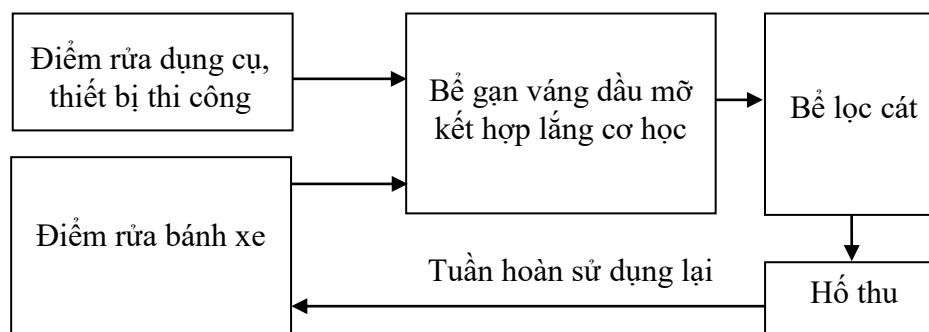 Điểm rửa dụng cụ,
thiết bị thi công
Bể gạn váng dầu mỡ
kết hợp lắng cơ học
Bể lọc cát
Điểm rửa bánh xe
Tuần hoàn sử dụng lại
Hố thu